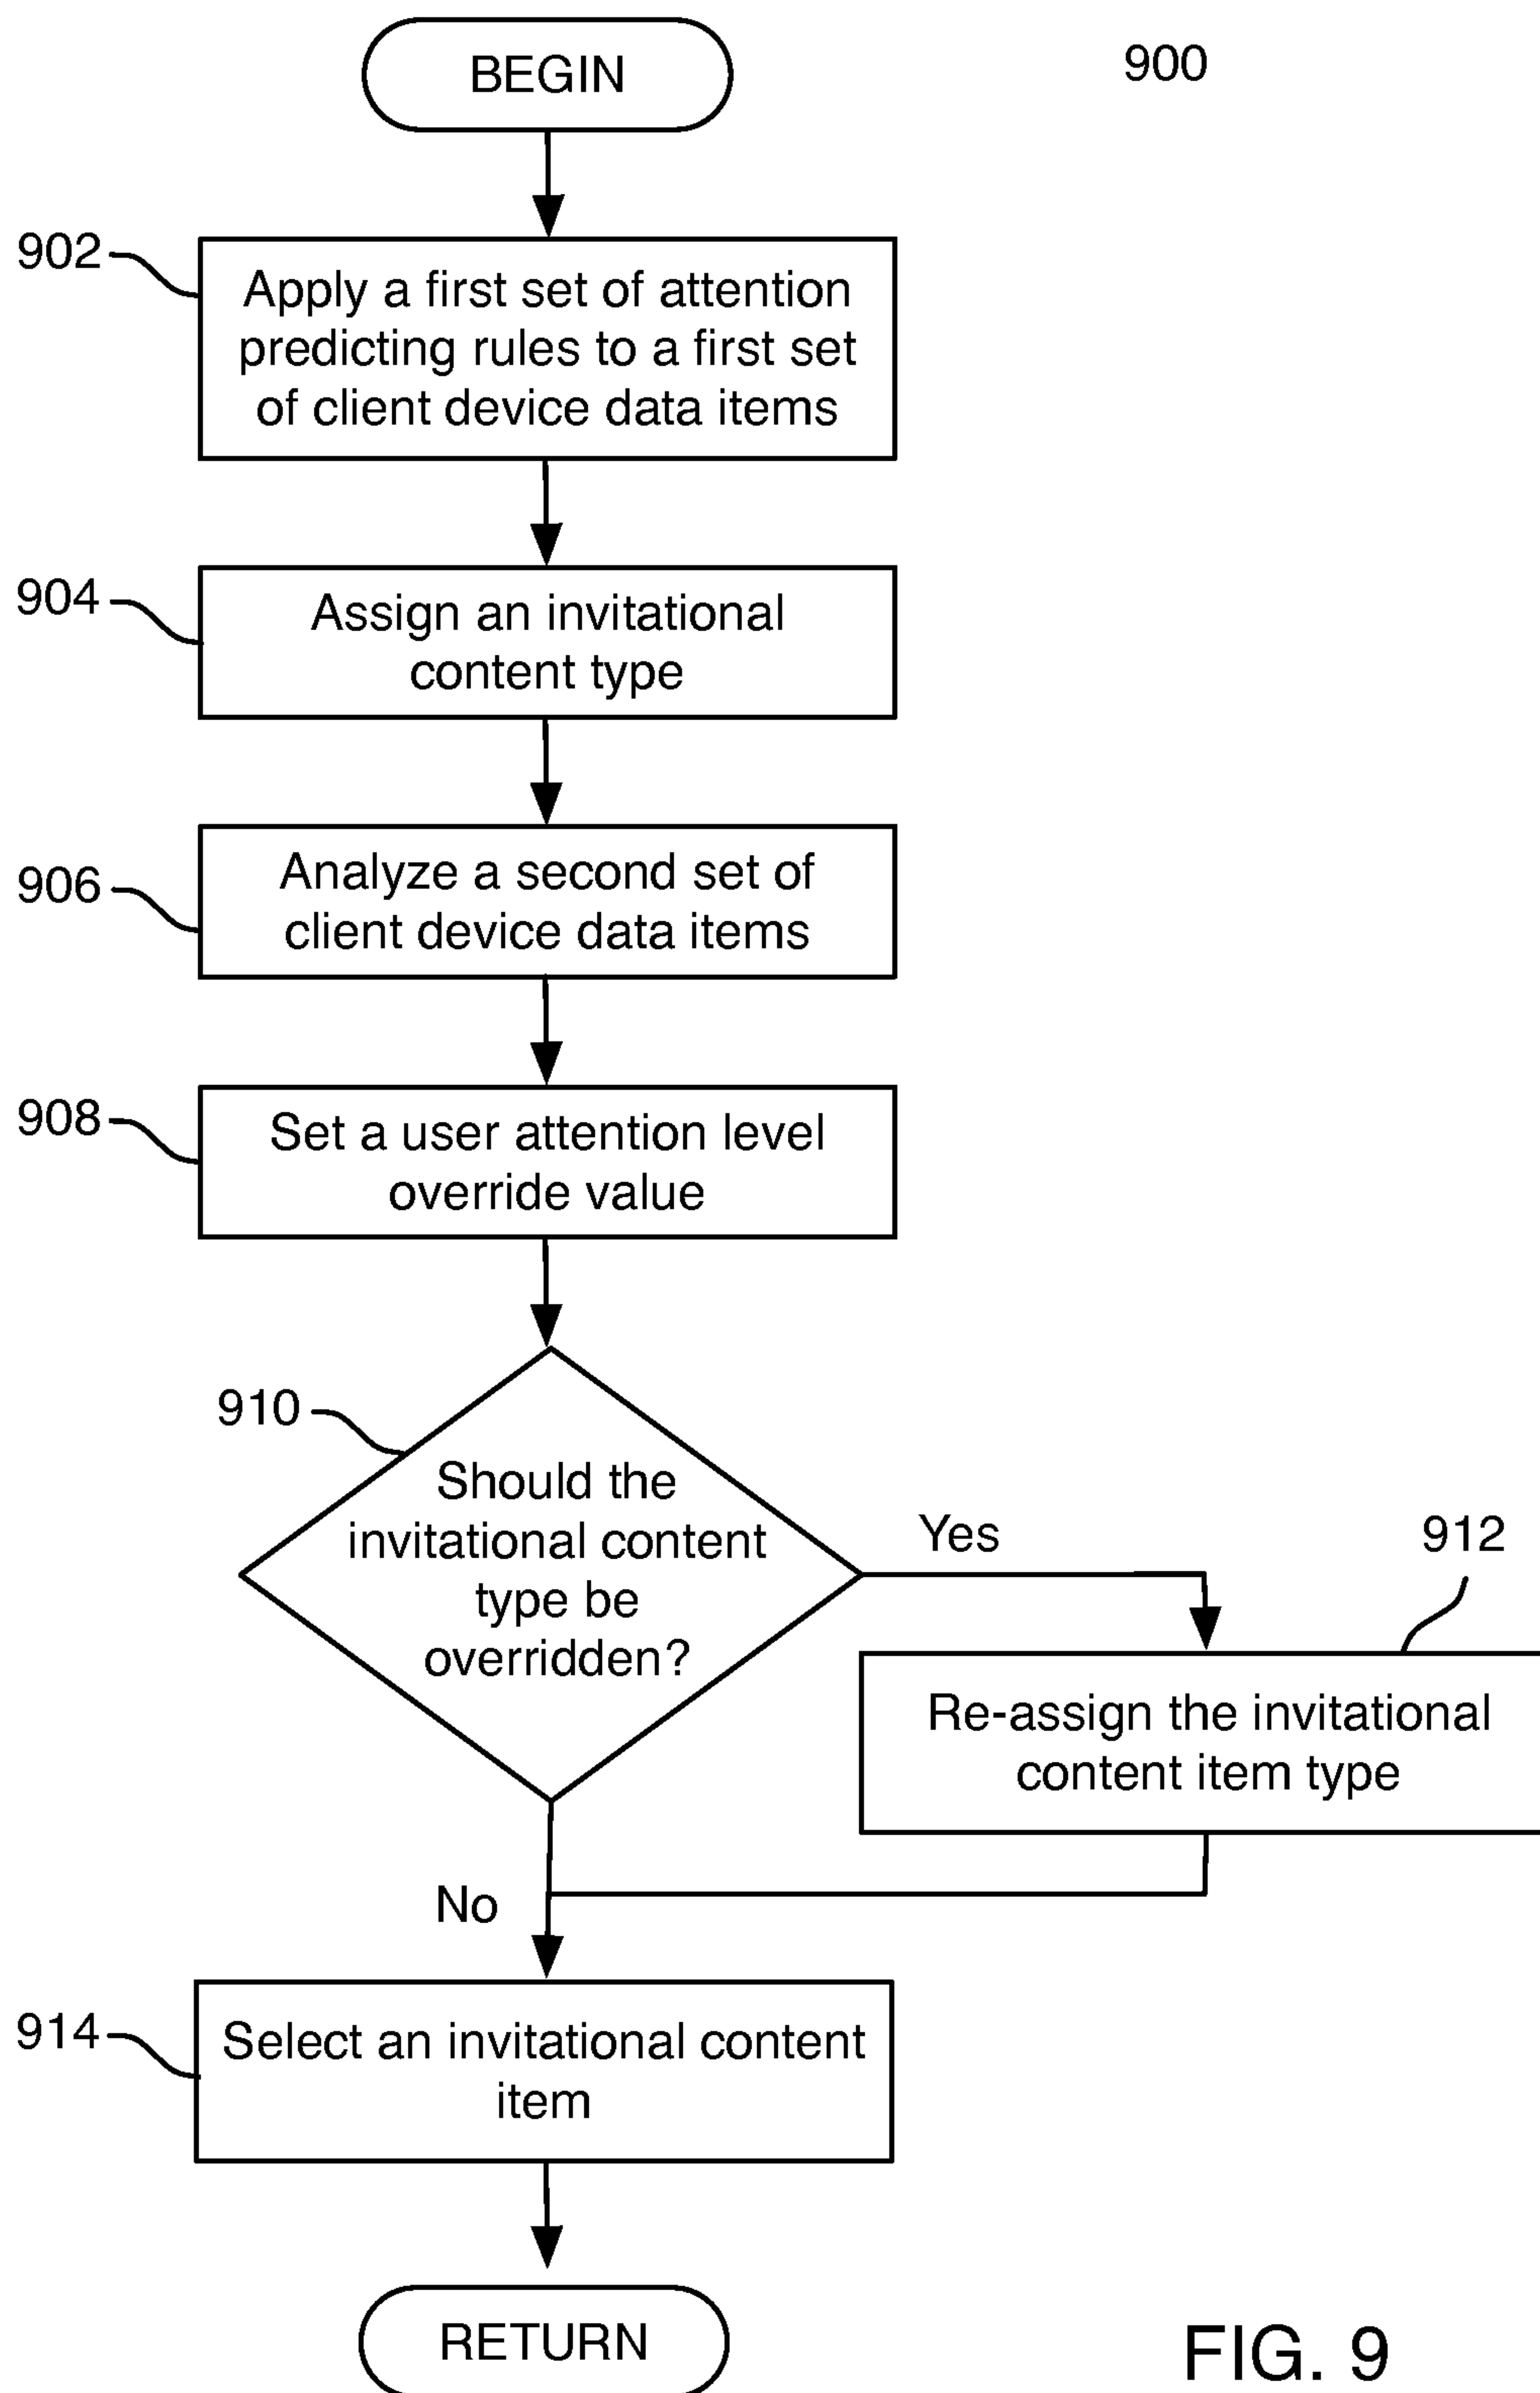 BEGIN
900
902
Apply a first set of attention
predicting rules to a first set
of client device data items
904
Assign an invitational
content type
906
Analyze a second set of
client device data items
908
Set a user attention level
override value
910
Should the
invitational content
type be
overridden?
Yes
912
Re-assign the invitational
content item type
No
914
Select an invitational content
item
RETURN
FIG. 9